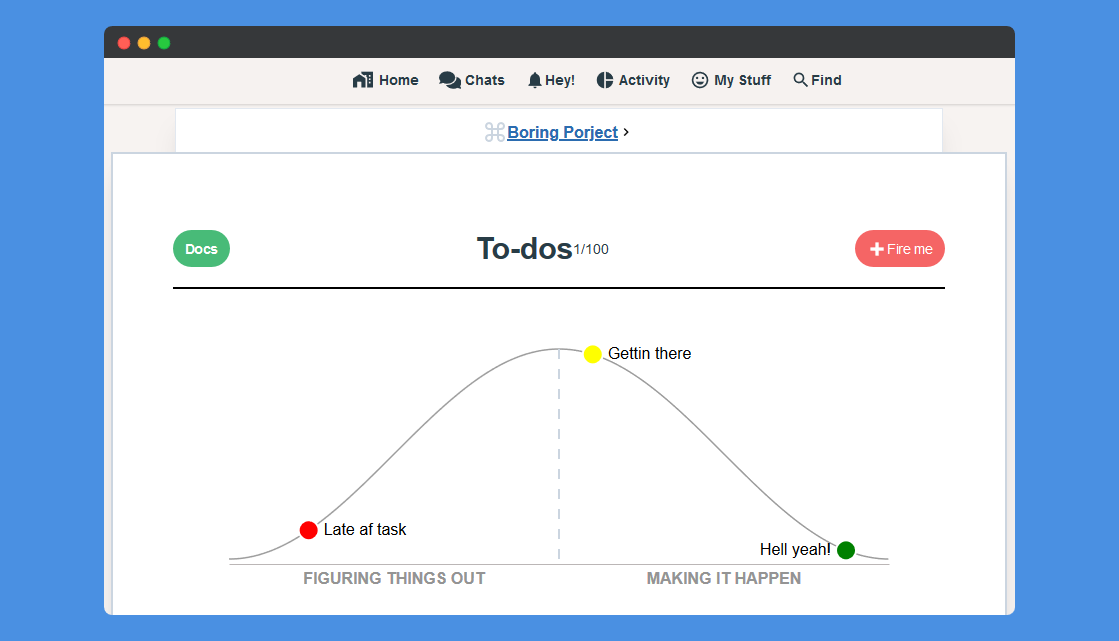 Home Chats Hey! Activity My Stuff Find
Boring Porject
Docs To-dos 1/100 Fire me
Gettin there
Late af task
Hell yeah!
FIGURING THINGS OUT MAKING IT HAPPEN